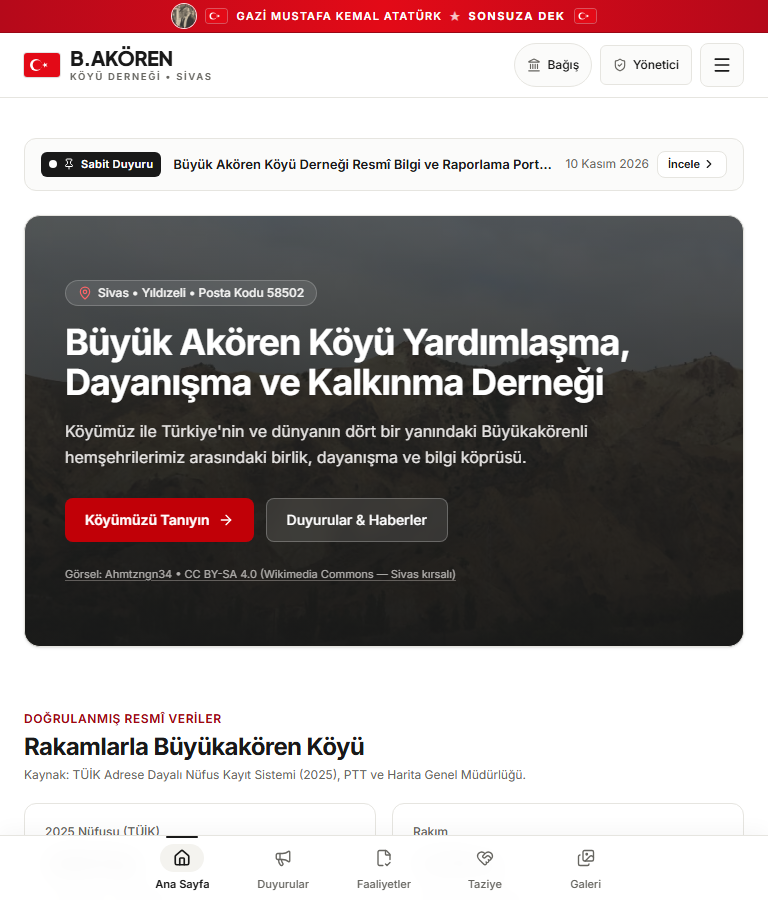 GAZİ MUSTAFA KEMAL ATATÜRK ★ SONSUZA DEK
B.AKÖREN
KÖYÜ DERNEĞİ • SİVAS
Bağış
Yönetici
Sabit Duyuru
Büyük Akören Köyü Derneği Resmî Bilgi ve Raporlama Port...
10 Kasım 2026
İncele
Sivas • Yıldızeli • Posta Kodu 58502
Büyük Akören Köyü Yardımlaşma,
Dayanışma ve Kalkınma Derneği
Köyümüz ile Türkiye'nin ve dünyanın dört bir yanındaki Büyükakörenli
hemşehrilerimiz arasındaki birlik, dayanışma ve bilgi köprüsü.
Köyümüzü Tanıyın →
Duyurular & Haberler
Görsel: Ahmtzngn34 • CC BY-SA 4.0 (Wikimedia Commons — Sivas kırsalı)
DOĞRULANMIŞ RESMÎ VERİLER
Rakamlarla Büyükakören Köyü
Kaynak: TÜİK Adrese Dayalı Nüfus Kayıt Sistemi (2025), PTT ve Harita Genel Müdürlüğü.
2025 Nüfusu (TÜİK)
Rakım
Ana Sayfa
Duyurular
Faaliyetler
Taziye
Galeri